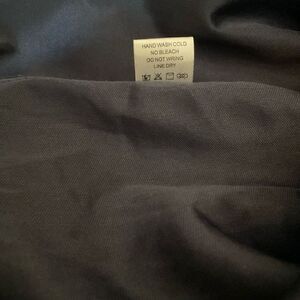 HAND WASH COLD
NO BLEACH
DO NOT WRING
LINE DRY